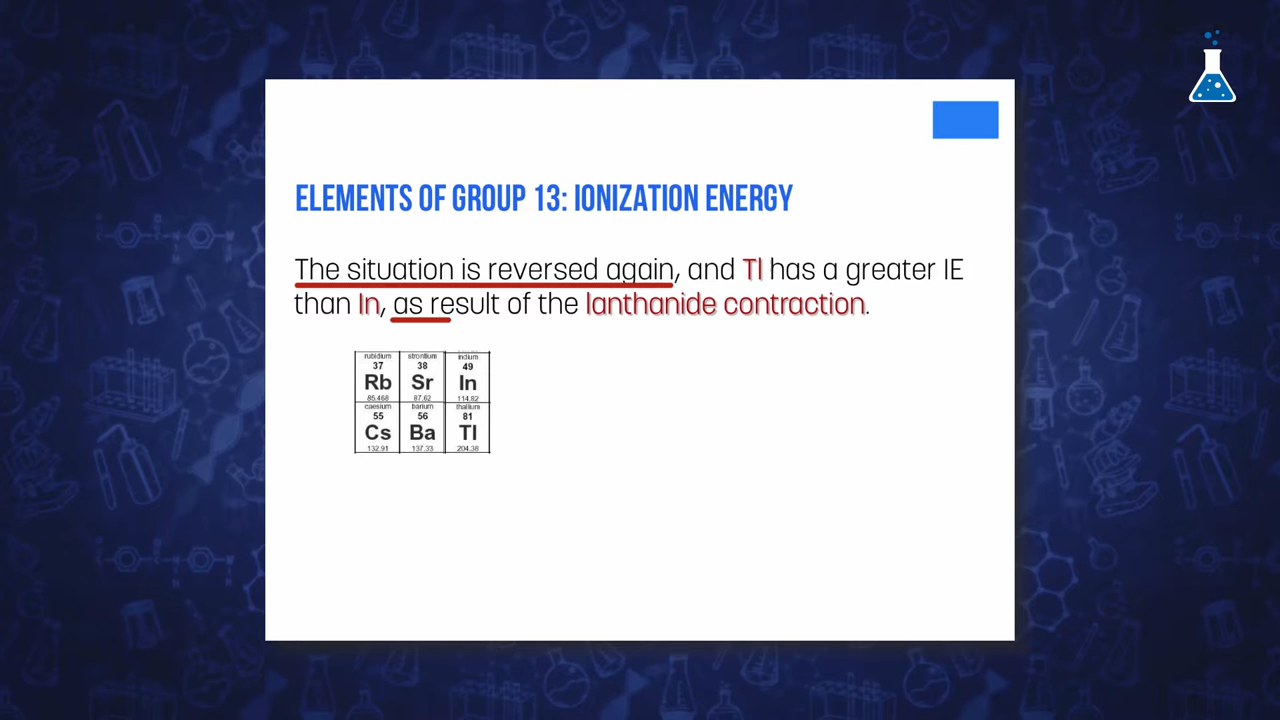 ELEMENTS OF GROUP 13: IONIZATION ENERGY
The situation is reversed again, and Tl has a greater IE
than In, as result of the lanthanide contraction.
rubidium strontium indium
37 38 49
Rb Sr In
85.468 87.62 114.82
caesium barium thallium
55 56 81
Cs Ba Tl
132.91 137.33 204.38